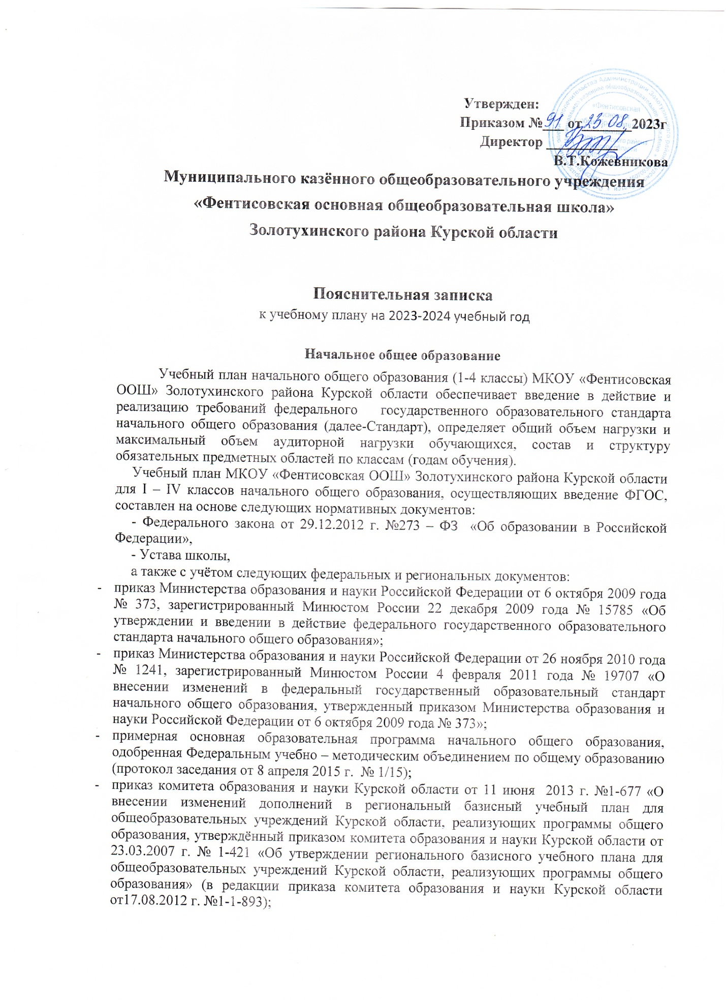 Утвержден:
Приказом № 91 от 23.08. 2023г
Директор __________
В.Т.Кожевникова
Муниципального казённого общеобразовательного учреждения
«Фентисовская основная общеобразовательная школа»
Золотухинского района Курской области
Пояснительная записка
к учебному плану на 2023-2024 учебный год
Начальное общее образование
Учебный план начального общего образования (1-4 классы) МКОУ «Фентисовская
ООШ» Золотухинского района Курской области обеспечивает введение в действие и
реализацию требований федерального государственного образовательного стандарта
начального общего образования (далее-Стандарт), определяет общий объем нагрузки и
максимальный объем аудиторной нагрузки обучающихся, состав и структуру
обязательных предметных областей по классам (годам обучения).
Учебный план МКОУ «Фентисовская ООШ» Золотухинского района Курской области
для I – IV классов начального общего образования, осуществляющих введение ФГОС,
составлен на основе следующих нормативных документов:
- Федерального закона от 29.12.2012 г. №273 – ФЗ «Об образовании в Российской
Федерации»,
- Устава школы,
а также с учётом следующих федеральных и региональных документов:
- приказ Министерства образования и науки Российской Федерации от 6 октября 2009 года
№ 373, зарегистрированный Минюстом России 22 декабря 2009 года № 15785 «Об
утверждении и введении в действие федерального государственного образовательного
стандарта начального общего образования»;
- приказ Министерства образования и науки Российской Федерации от 26 ноября 2010 года
№ 1241, зарегистрированный Минюстом России 4 февраля 2011 года № 19707 «О
внесении изменений в федеральный государственный образовательный стандарт
начального общего образования, утвержденный приказом Министерства образования и
науки Российской Федерации от 6 октября 2009 года № 373»;
- примерная основная образовательная программа начального общего образования,
одобренная Федеральным учебно – методическим объединением по общему образованию
(протокол заседания от 8 апреля 2015 г. № 1/15);
- приказ комитета образования и науки Курской области от 11 июня 2013 г. №1-677 «О
внесении изменений дополнений в региональный базисный учебный план для
общеобразовательных учреждений Курской области, реализующих программы общего
образования, утверждённый приказом комитета образования и науки Курской области от
23.03.2007 г. № 1-421 «Об утверждении регионального базисного учебного плана для
общеобразовательных учреждений Курской области, реализующих программы общего
образования» (в редакции приказа комитета образования и науки Курской области
от17.08.2012 г. №1-1-893);